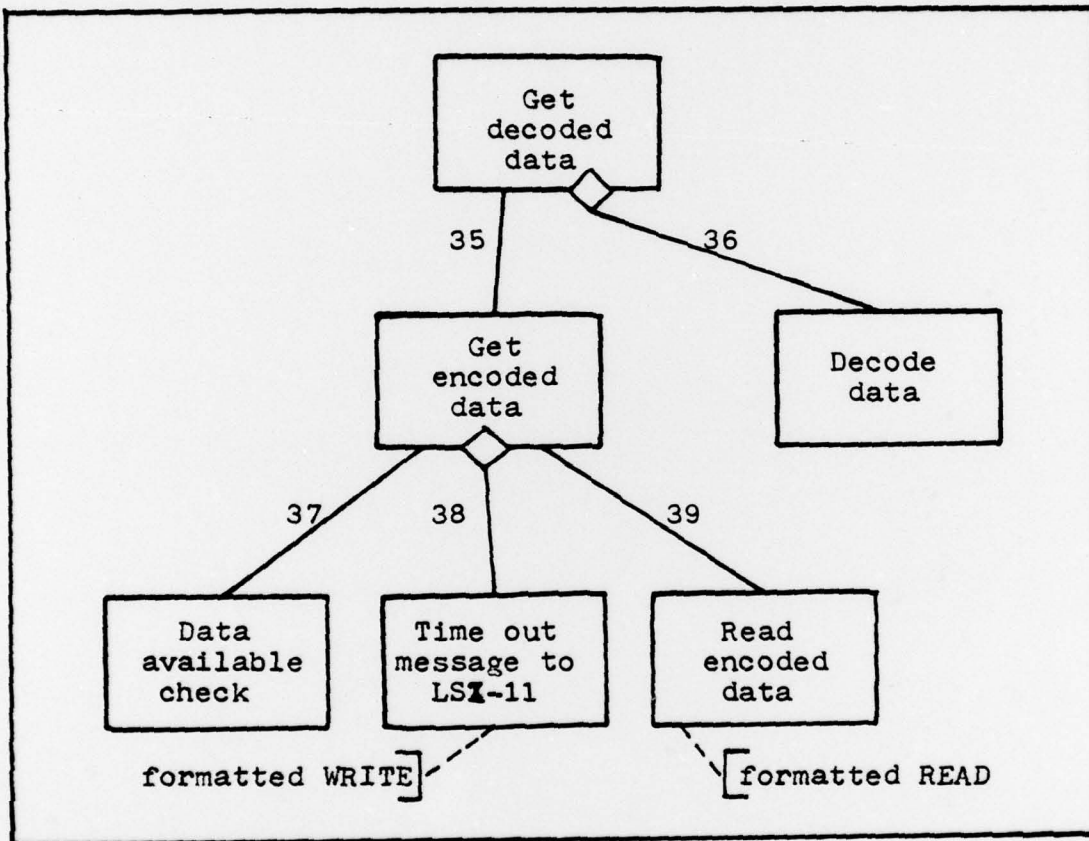 Get
decoded
data
35
36
Get
encoded
data
Decode
data
37
38
39
Data
available
check
Time out
message to
LSI-11
Read
encoded
data
formatted WRITE
formatted READ